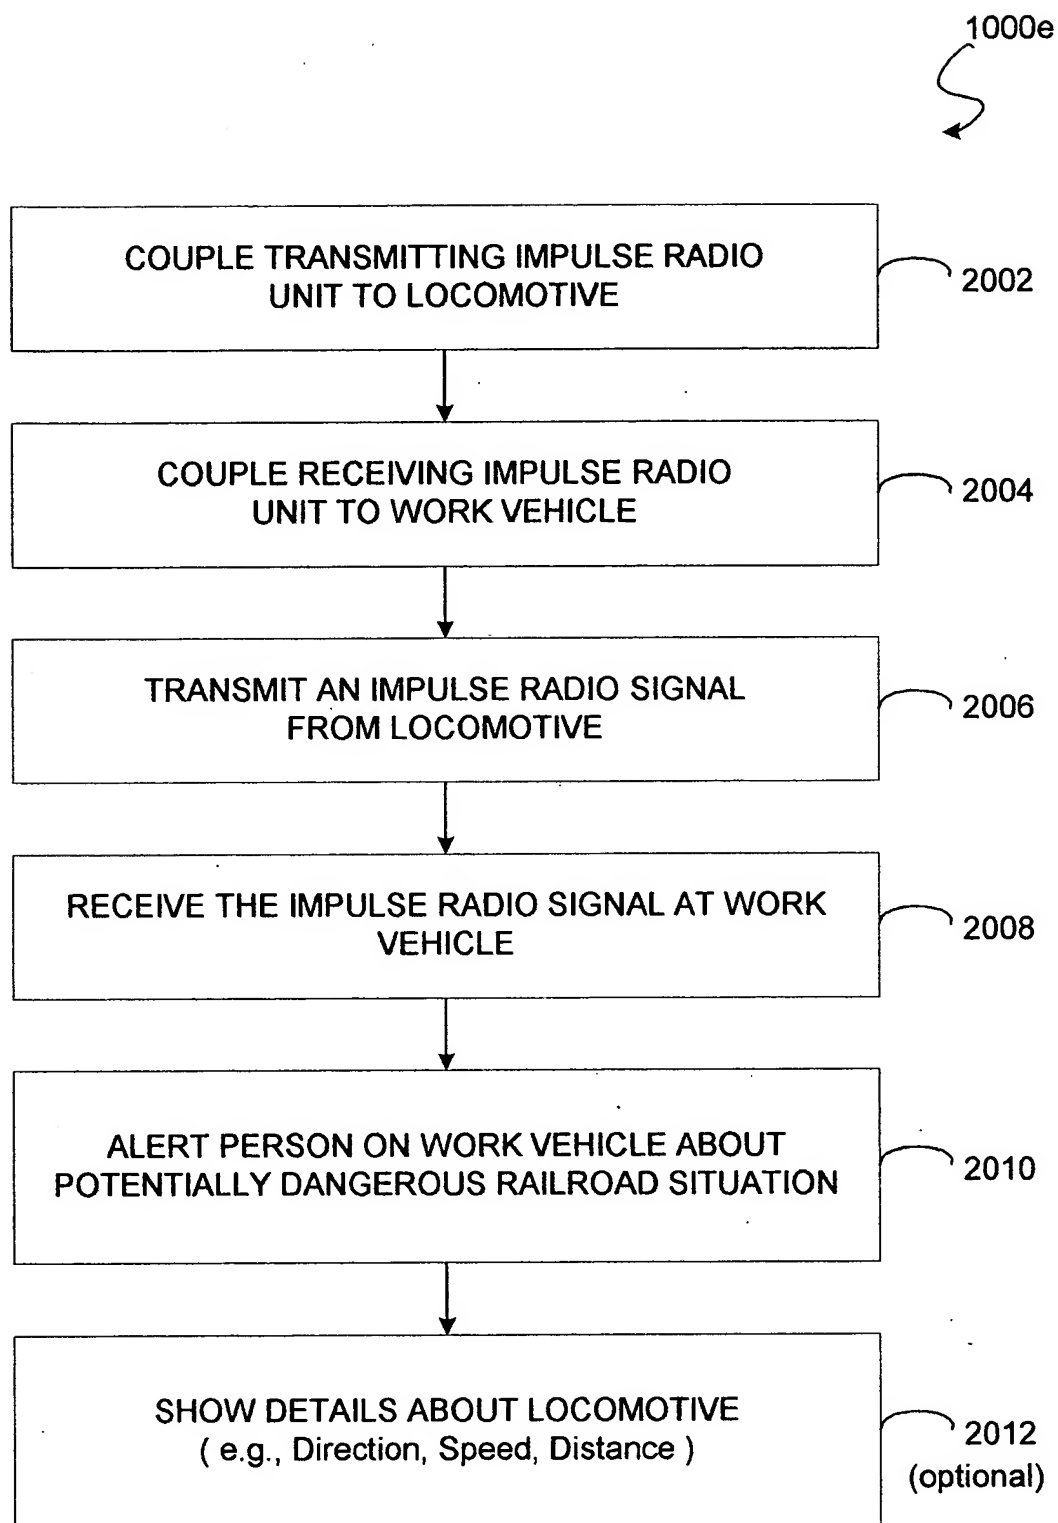 1000e
COUPLE TRANSMITTING IMPULSE RADIO
UNIT TO LOCOMOTIVE
2002
COUPLE RECEIVING IMPULSE RADIO
UNIT TO WORK VEHICLE
2004
TRANSMIT AN IMPULSE RADIO SIGNAL
FROM LOCOMOTIVE
2006
RECEIVE THE IMPULSE RADIO SIGNAL AT WORK
VEHICLE
2008
ALERT PERSON ON WORK VEHICLE ABOUT
POTENTIALLY DANGEROUS RAILROAD SITUATION
2010
SHOW DETAILS ABOUT LOCOMOTIVE
( e.g., Direction, Speed, Distance )
2012
(optional)